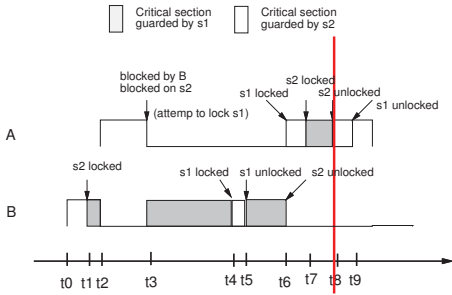 Critical section
guarded by s1
Critical section
guarded by s2
blocked by B
blocked on s2
(attemp to lock s1)
s1 locked
s2 locked
s2 unlocked
s1 unlocked
A
s2 locked
s1 locked
s1 unlocked
s2 unlocked
B
t0 t1 t2 t3 t4 t5 t6 t7 t8 t9